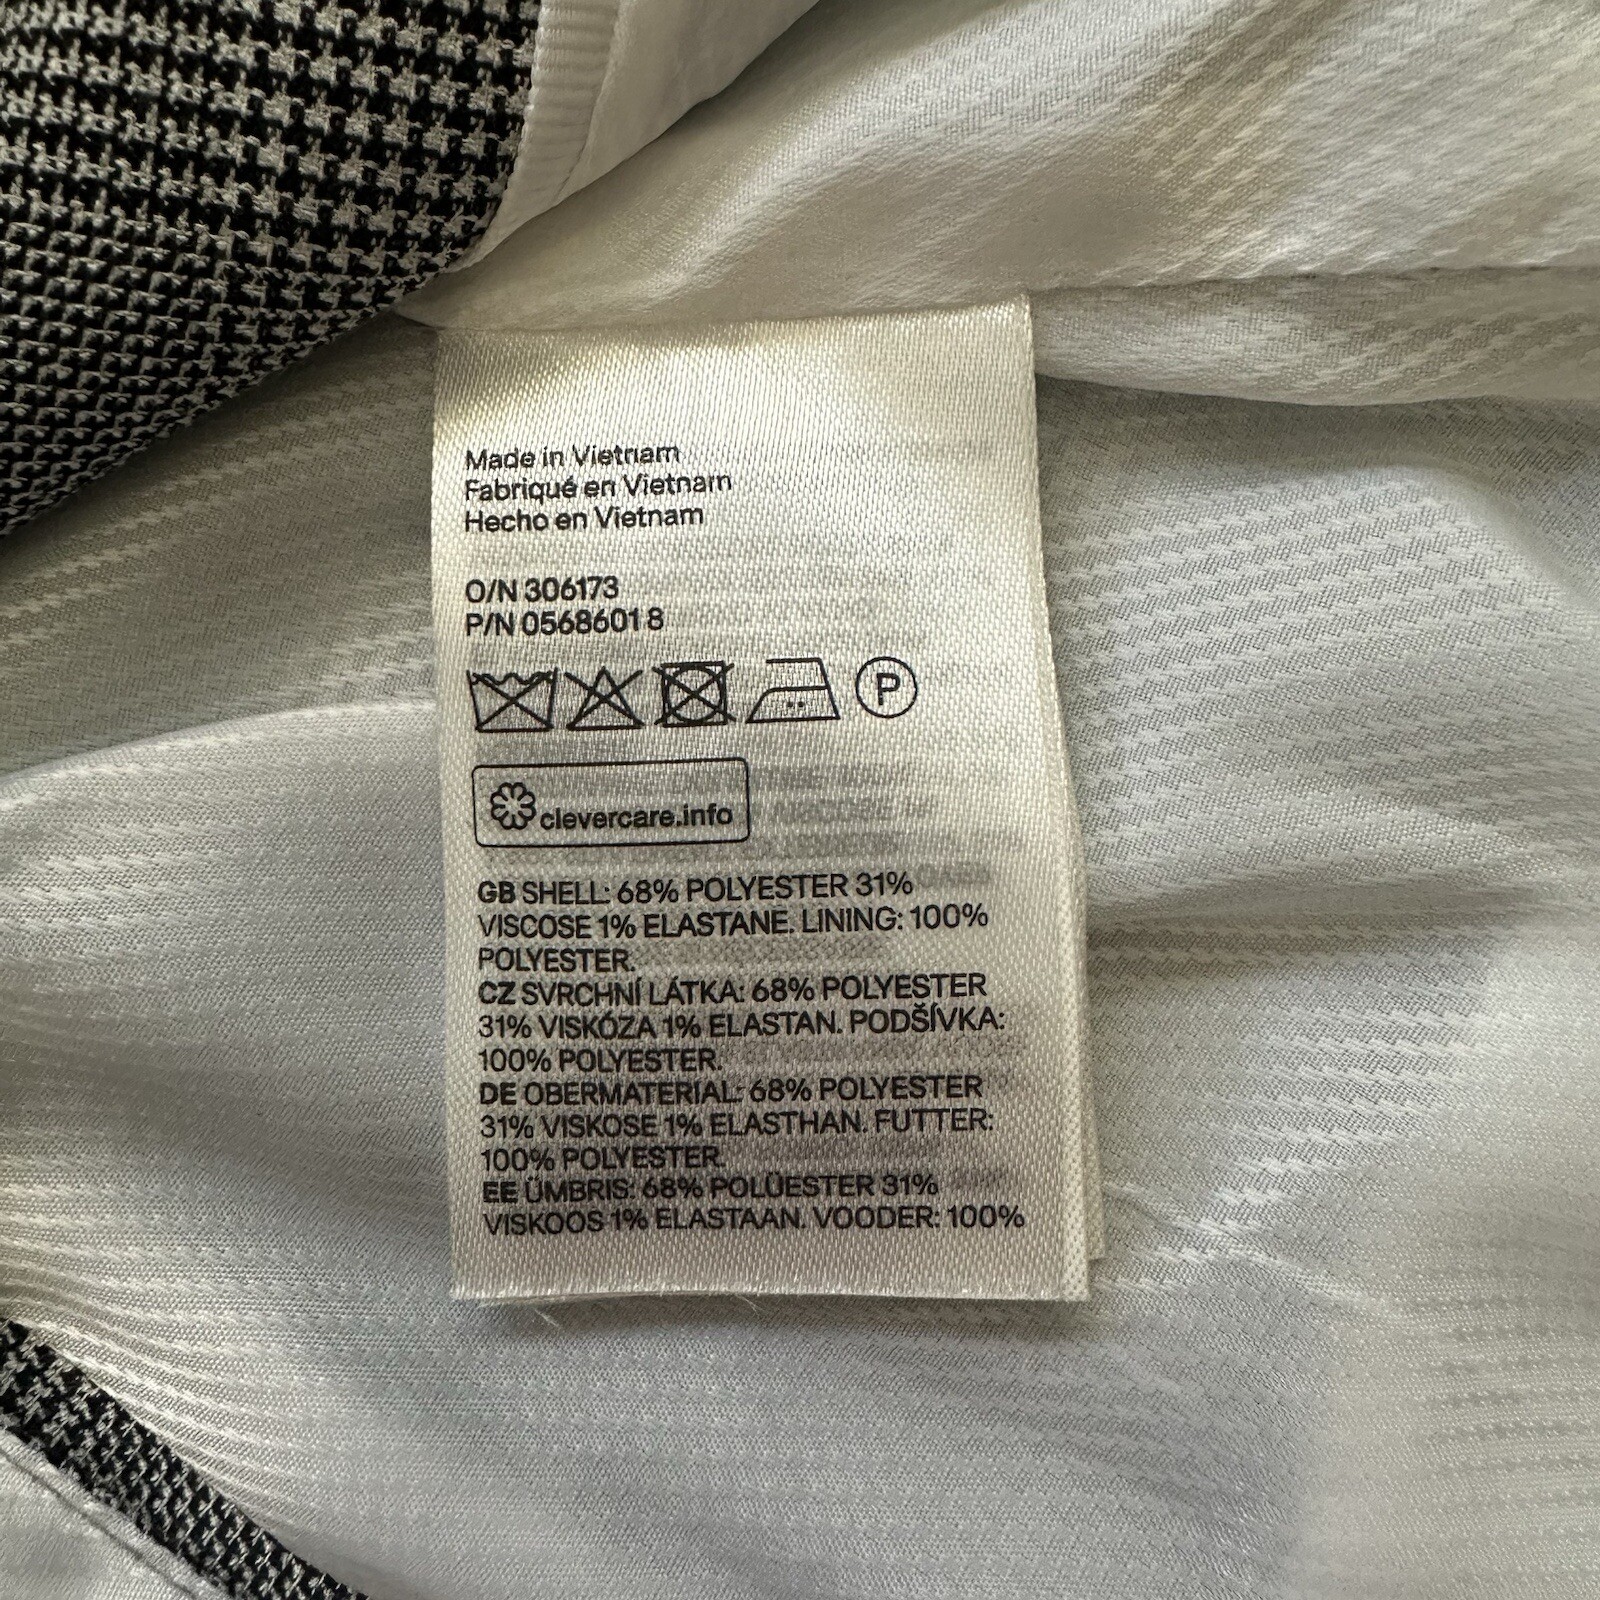 Made in Vietnam
Fabriqué en Vietnam
Hecho en Vietnam
O/N 306173
P/N 0568601 8
P
clevercare.info
GB SHELL: 68% POLYESTER 31%
VISCOSE 1% ELASTANE. LINING: 100%
POLYESTER.
CZ SVRCHNÍ LÁTKA: 68% POLYESTER
31% VISKÓZA 1% ELASTAN. PODŠÍVKA:
100% POLYESTER.
DE OBERMATERIAL: 68% POLYESTER
31% VISKOSE 1% ELASTHAN. FUTTER:
100% POLYESTER.
EE ÜMBRIS: 68% POLÜESTER 31%
VISKOOS 1% ELASTAAN. VOODER: 100%